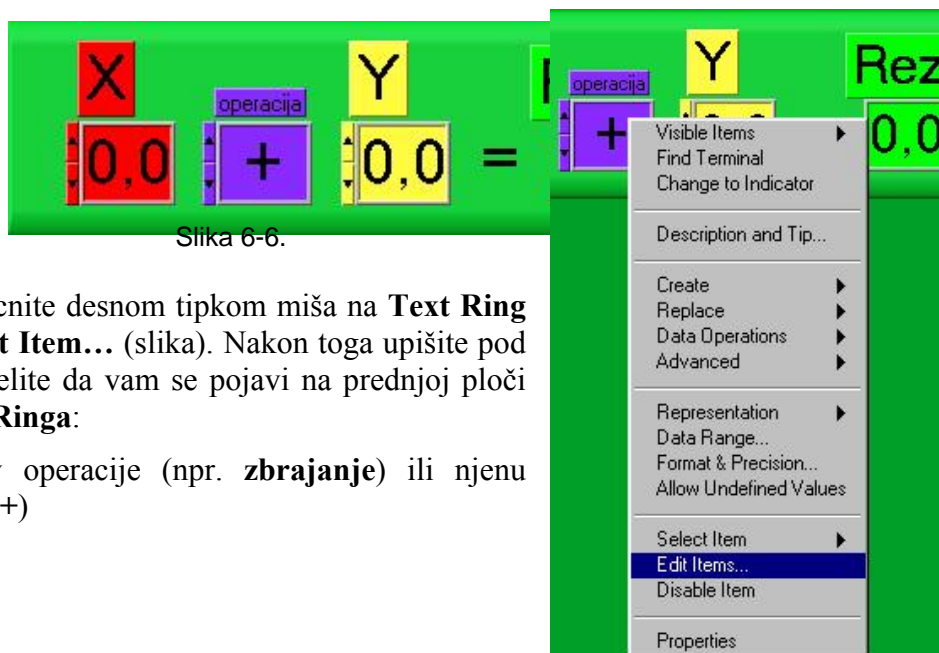 X
operacija
Y
0,0
+
0,0
=
Slika 6-6.
cnite desnom tipkom miša na Text Ring
t Item… (slika). Nakon toga upišite pod
elite da vam se pojavi na prednjoj ploči
Ringa:
operacije (npr. zbrajanje) ili njenu
+)
operacija
Y
Rez
+
0,0
Visible Items
Find Terminal
Change to Indicator
Description and Tip...
Create
Replace
Data Operations
Advanced
Representation
Data Range...
Format & Precision...
Allow Undefined Values
Select Item
Edit Items...
Disable Item
Properties